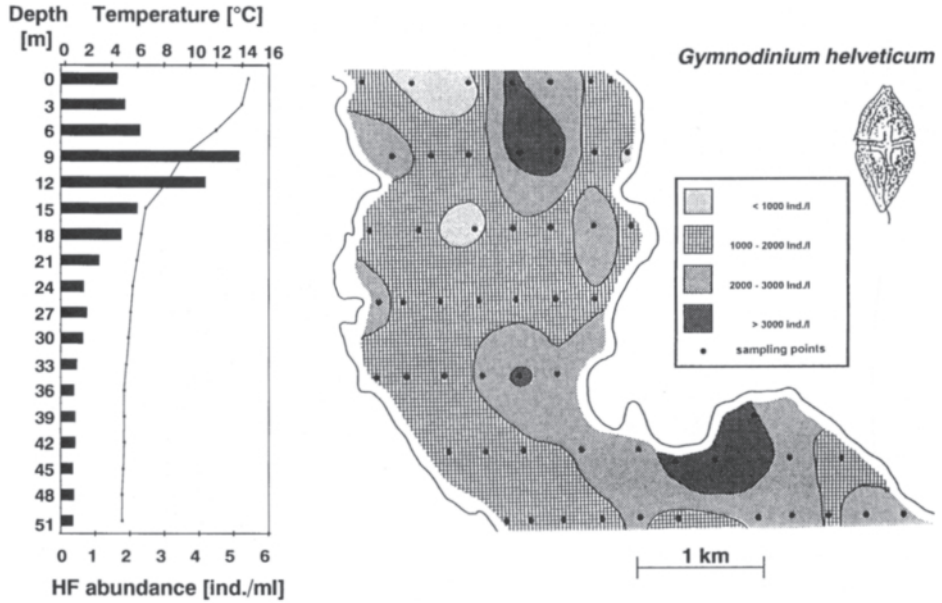 Depth Temperature [°C]
[m]
0 2 4 6 8 10 12 14 16
0
3
6
9
12
15
18
21
24
27
30
33
36
39
42
45
48
51
0 1 2 3 4 5 6
HF abundance [ind./ml]
Gymnodinium helveticum
< 1000 Ind./l
1000 - 2000 Ind./l
2000 - 3000 Ind./l
> 3000 ind./l
sampling points
1 km